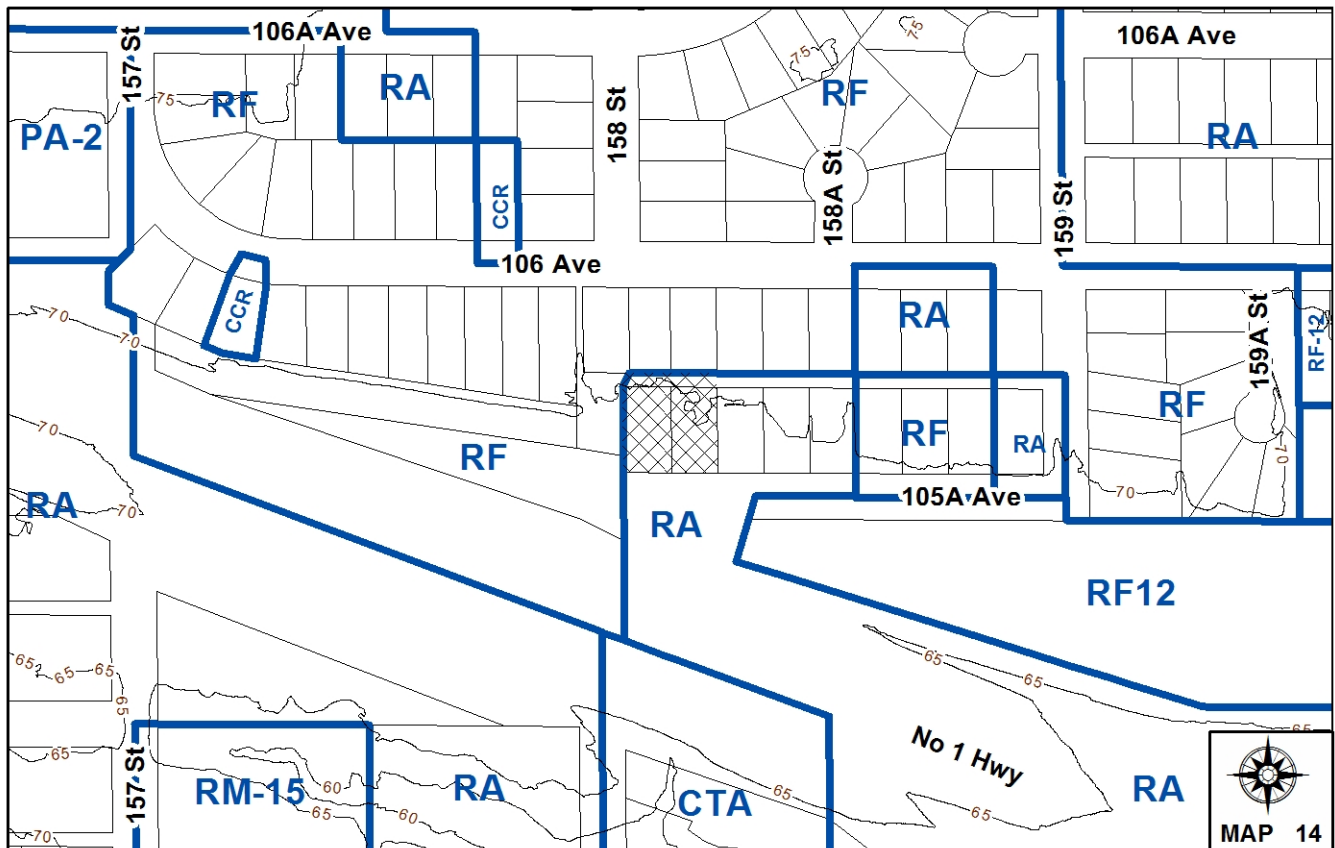 106A Ave
106A Ave
157 St
75
RF
RA
75
75
RF
PA-2
158 St
RA
158A St
159 St
CCR
106 Ave
CCR
RA
159A St
RF-12
70
70
RF
RF
RA
RF
70
70
105A Ave
70
RA
70
RA
RF12
65
65
65
65
65
65
No 1 Hwy
65
65
157 St
RM-15
60
65
RA
60
CTA
65
65
RA
70
MAP 14